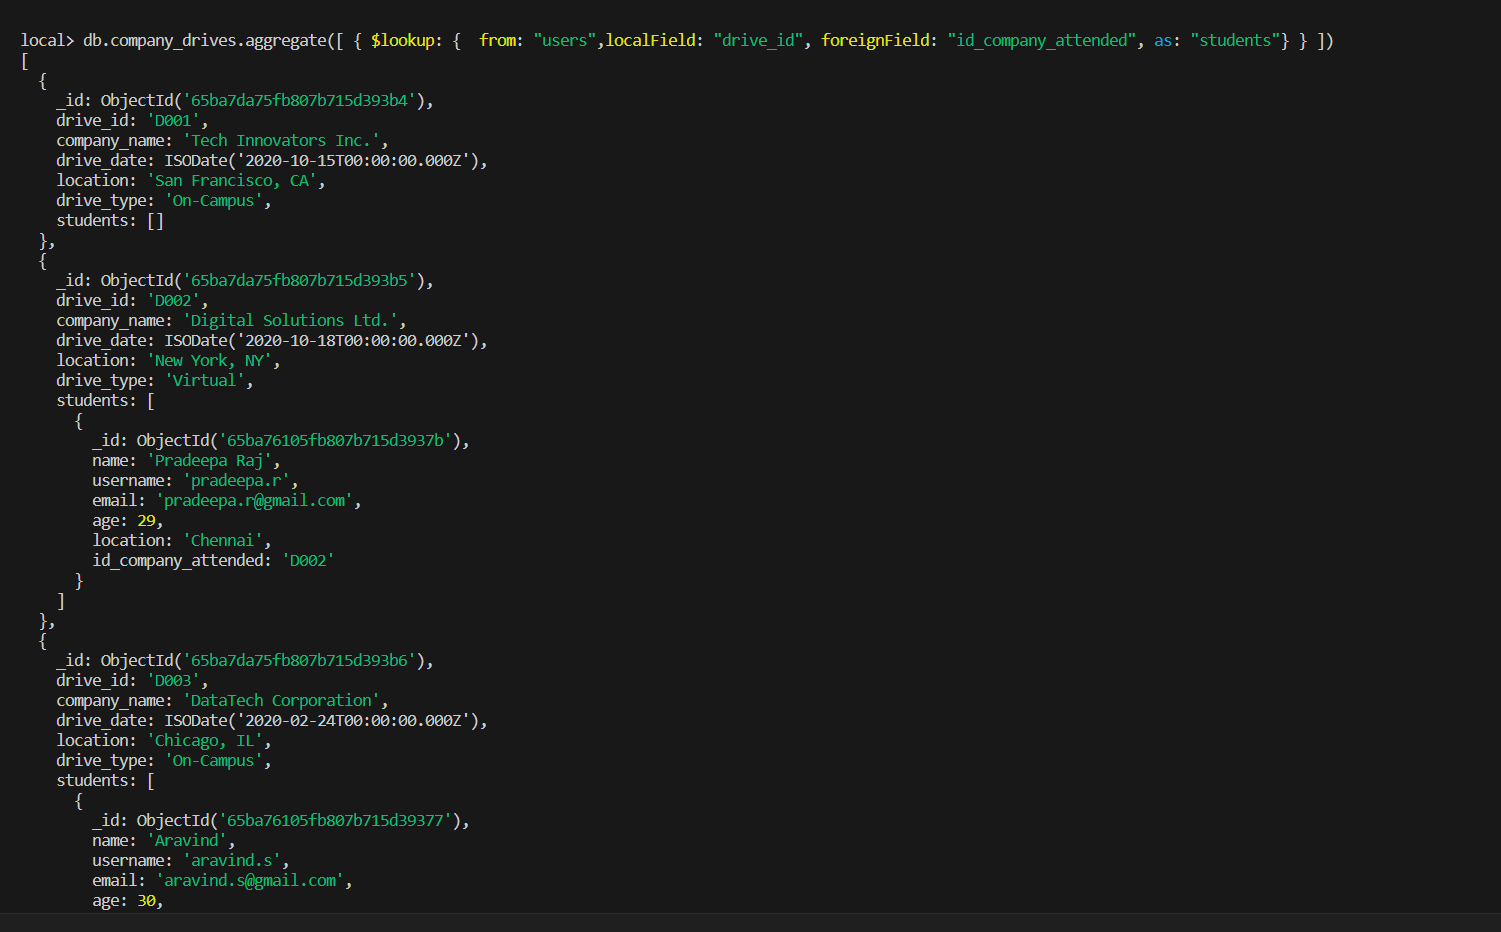 local> db.company_drives.aggregate([ { $lookup: {  from: "users",localField: "drive_id", foreignField: "id_company_attended", as: "students"} } ])
[
  {
    _id: ObjectId('65ba7da75fb807b715d393b4'),
    drive_id: 'D001',
    company_name: 'Tech Innovators Inc.',
    drive_date: ISODate('2020-10-15T00:00:00.000Z'),
    location: 'San Francisco, CA',
    drive_type: 'On-Campus',
    students: []
  },
  {
    _id: ObjectId('65ba7da75fb807b715d393b5'),
    drive_id: 'D002',
    company_name: 'Digital Solutions Ltd.',
    drive_date: ISODate('2020-10-18T00:00:00.000Z'),
    location: 'New York, NY',
    drive_type: 'Virtual',
    students: [
      {
        _id: ObjectId('65ba76105fb807b715d3937b'),
        name: 'Pradeepa Raj',
        username: 'pradeepa.r',
        email: 'pradeepa.r@gmail.com',
        age: 29,
        location: 'Chennai',
        id_company_attended: 'D002'
      }
    ]
  },
  {
    _id: ObjectId('65ba7da75fb807b715d393b6'),
    drive_id: 'D003',
    company_name: 'DataTech Corporation',
    drive_date: ISODate('2020-02-24T00:00:00.000Z'),
    location: 'Chicago, IL',
    drive_type: 'On-Campus',
    students: [
      {
        _id: ObjectId('65ba76105fb807b715d39377'),
        name: 'Aravind',
        username: 'aravind.s',
        email: 'aravind.s@gmail.com',
        age: 30,